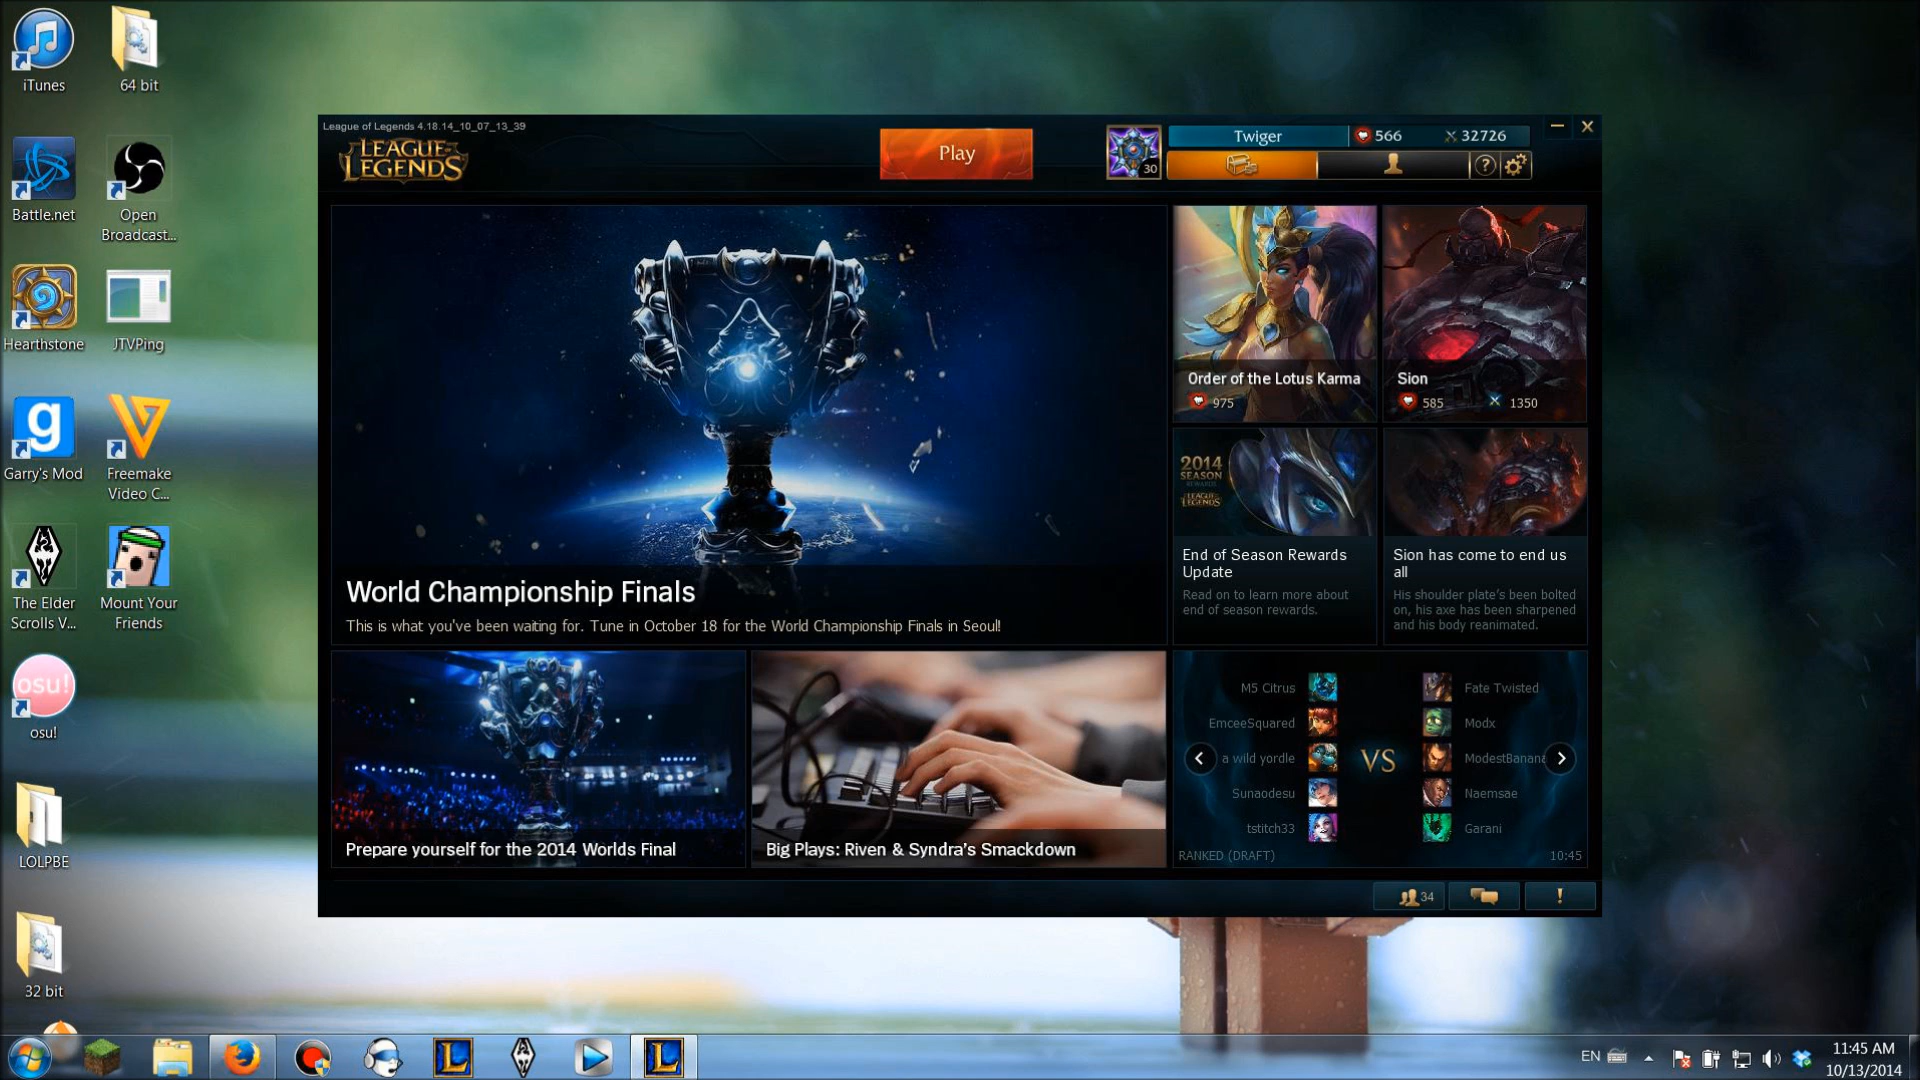 iTunes
64 bit
Battle.net
Open
Broadcast...
Hearthstone
JTVPing
g
Garry's Mod
Freemake
Video C...
The Elder
Scrolls V...
Mount Your
Friends
osu!
osu!
LOLPBE
32 bit
League of Legends 4.18.14_10_07_13_39
LEAGUE OF
LEGENDS
Play
30
Twiger
566
32726
?
World Championship Finals
This is what you've been waiting for. Tune in October 18 for the World Championship Finals in Seoul!
Order of the Lotus Karma
975
Sion
585
1350
2014
SEASON
REWARDS
LEAGUE OF
LEGENDS
End of Season Rewards
Update
Read on to learn more about
end of season rewards.
Sion has come to end us
all
His shoulder plate's been bolted
on, his axe has been sharpened
and his body reanimated.
Prepare yourself for the 2014 Worlds Final
Big Plays: Riven & Syndra's Smackdown
M5 Citrus
Fate Twisted
EmceeSquared
Modx
a wild yordle
VS
ModestBanana
Sunaodesu
Naemsae
tstitch33
Garani
RANKED (DRAFT)
10:45
34
!
L
L
EN
11:45 AM
10/13/2014